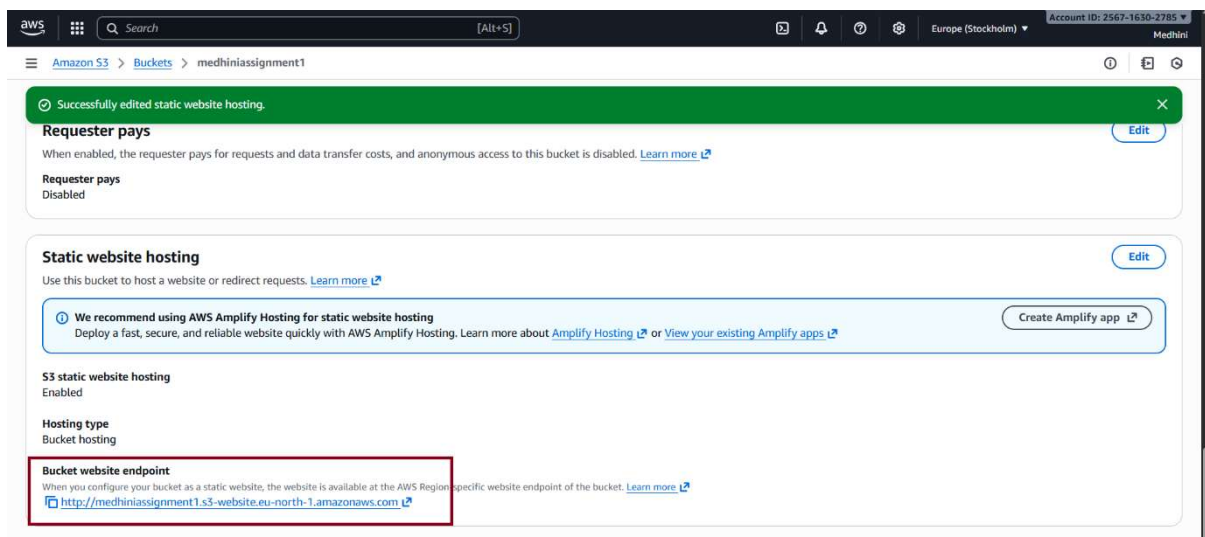 aws
Search [Alt+S] Europe (Stockholm) ▼ Account ID: 2567-1630-2785 ▼
Medhini
Amazon S3 > Buckets > medhiniassignment1
Successfully edited static website hosting.
Requester pays Edit
When enabled, the requester pays for requests and data transfer costs, and anonymous access to this bucket is disabled. Learn more
Requester pays
Disabled
Static website hosting Edit
Use this bucket to host a website or redirect requests. Learn more
We recommend using AWS Amplify Hosting for static website hosting
Deploy a fast, secure, and reliable website quickly with AWS Amplify Hosting. Learn more about Amplify Hosting or View your existing Amplify apps
Create Amplify app
S3 static website hosting
Enabled
Hosting type
Bucket hosting
Bucket website endpoint
When you configure your bucket as a static website, the website is available at the AWS Region specific website endpoint of the bucket. Learn more
http://medhiniassignment1.s3-website.eu-north-1.amazonaws.com